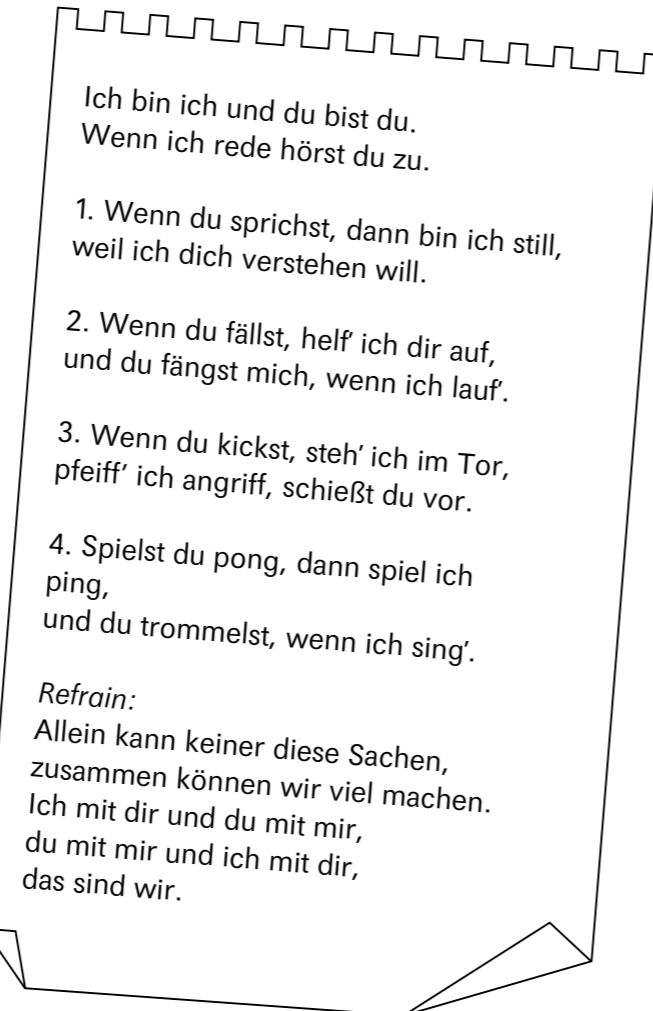 Ich bin ich und du bist du.
Wenn ich rede hörst du zu.
1. Wenn du sprichst, dann bin ich still,
weil ich dich verstehen will.
2. Wenn du fällst, helf’ ich dir auf,
und du fängst mich, wenn ich lauf’.
3. Wenn du kickst, steh’ ich im Tor,
pfeiff’ ich angriff, schießt du vor.
4. Spielst du pong, dann spiel ich
ping,
und du trommelst, wenn ich sing’.
Refrain:
Allein kann keiner diese Sachen,
zusammen können wir viel machen.
Ich mit dir und du mit mir,
du mit mir und ich mit dir,
das sind wir.